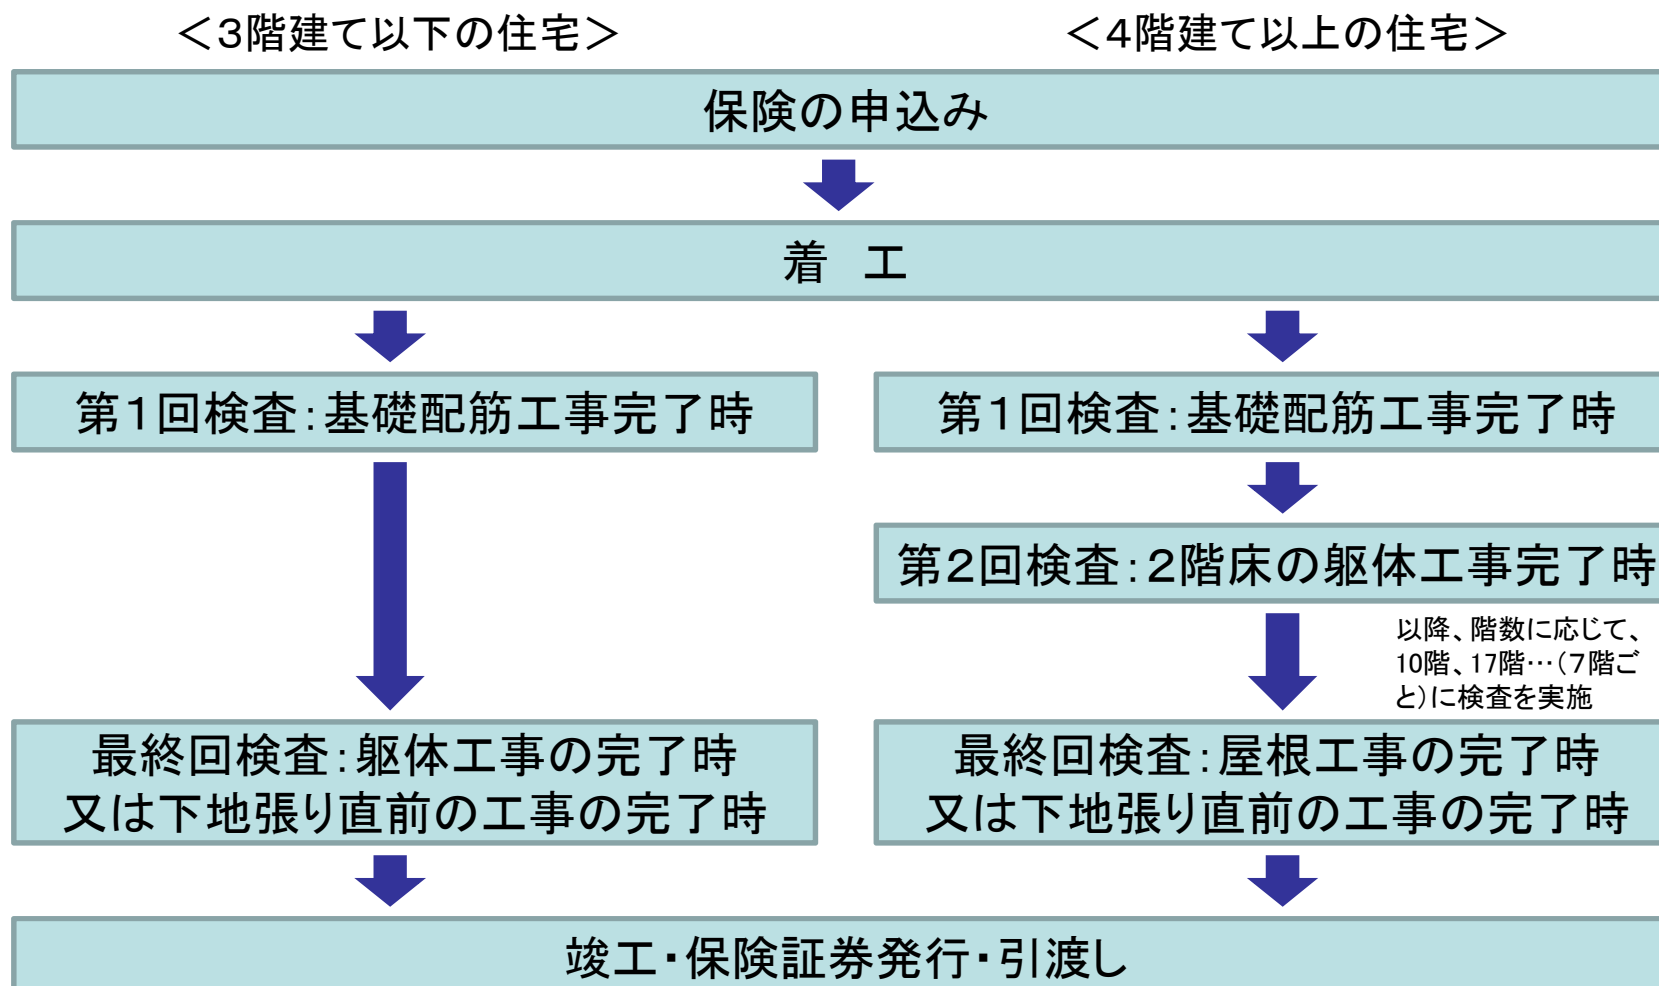 ＜３階建て以下の住宅＞
＜４階建て以上の住宅＞
保険の申込み
着　工
第１回検査：基礎配筋工事完了時
第１回検査：基礎配筋工事完了時
第２回検査：２階床の躯体工事完了時
以降、階数に応じて、
10階、17階…（７階ご
と）に検査を実施
最終回検査：躯体工事の完了時
又は下地張り直前の工事の完了時
最終回検査：屋根工事の完了時
又は下地張り直前の工事の完了時
竣工・保険証券発行・引渡し